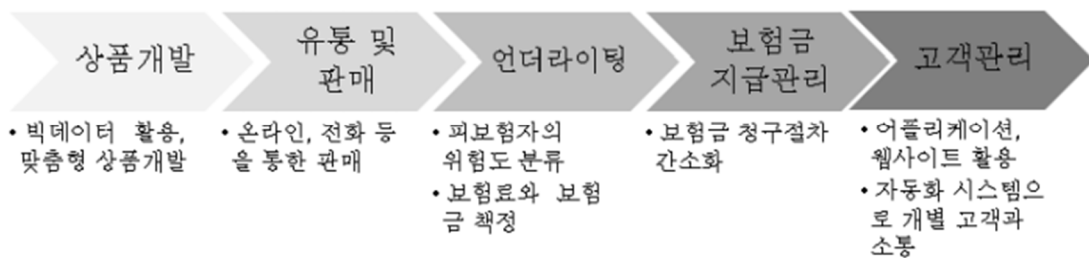 상품개발
유통 및
판매
언더라이팅
보험금
지급관리
고객관리
• 빅데이터 활용,
맞춤형 상품개발
• 온라인, 전화 등
을 통한 판매
• 피보험자의
위험도 분류
• 보험료와 보험
금 책정
• 보험금 청구절차
간소화
• 어플리케이션,
웹사이트 활용
• 자동화 시스템으
로 개별 고객과
소통